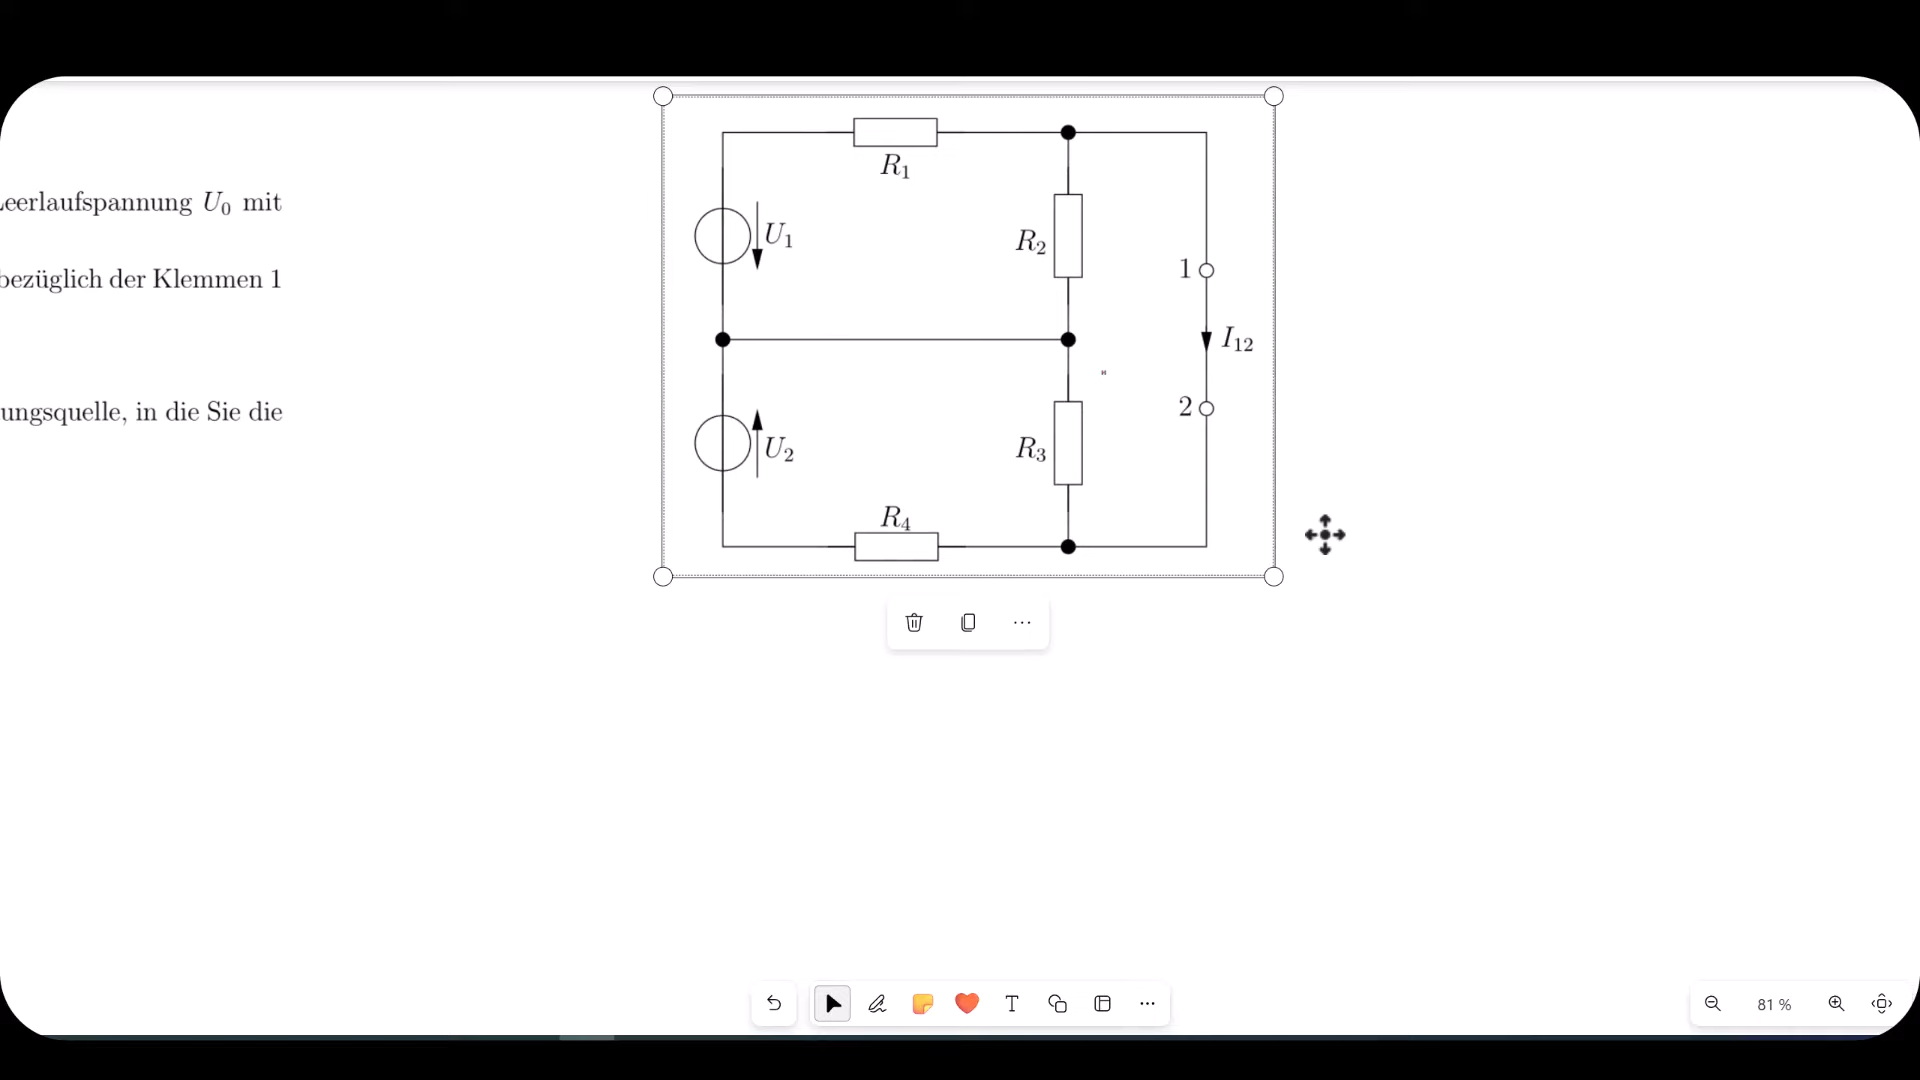 Leerlaufspannung U₀ mit
bezüglich der Klemmen 1
ungsquelle, in die Sie die
R₁
U₁
R₂
1
I₁₂
2
U₂
R₃
R₄
81 %